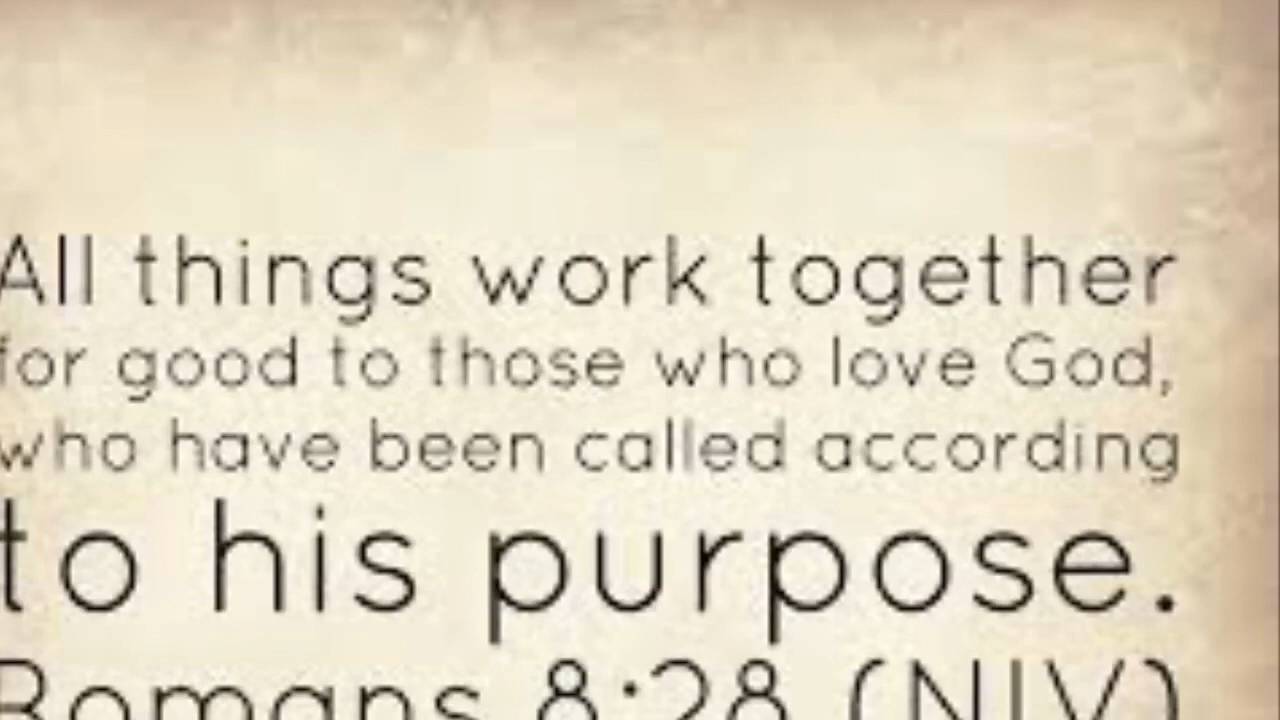 All things work together
for good to those who love God,
who have been called according
to his purpose.
Romans 8:28 (NIV)